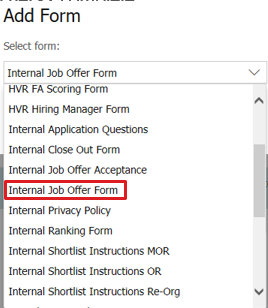 Add Form
Select form:
Internal Job Offer Form
HVR FA Scoring Form
HVR Hiring Manager Form
Internal Application Questions
Internal Close Out Form
Internal Job Offer Acceptance
Internal Job Offer Form
Internal Privacy Policy
Internal Ranking Form
Internal Shortlist Instructions MOR
Internal Shortlist Instructions OR
Internal Shortlist Instructions Re-Org